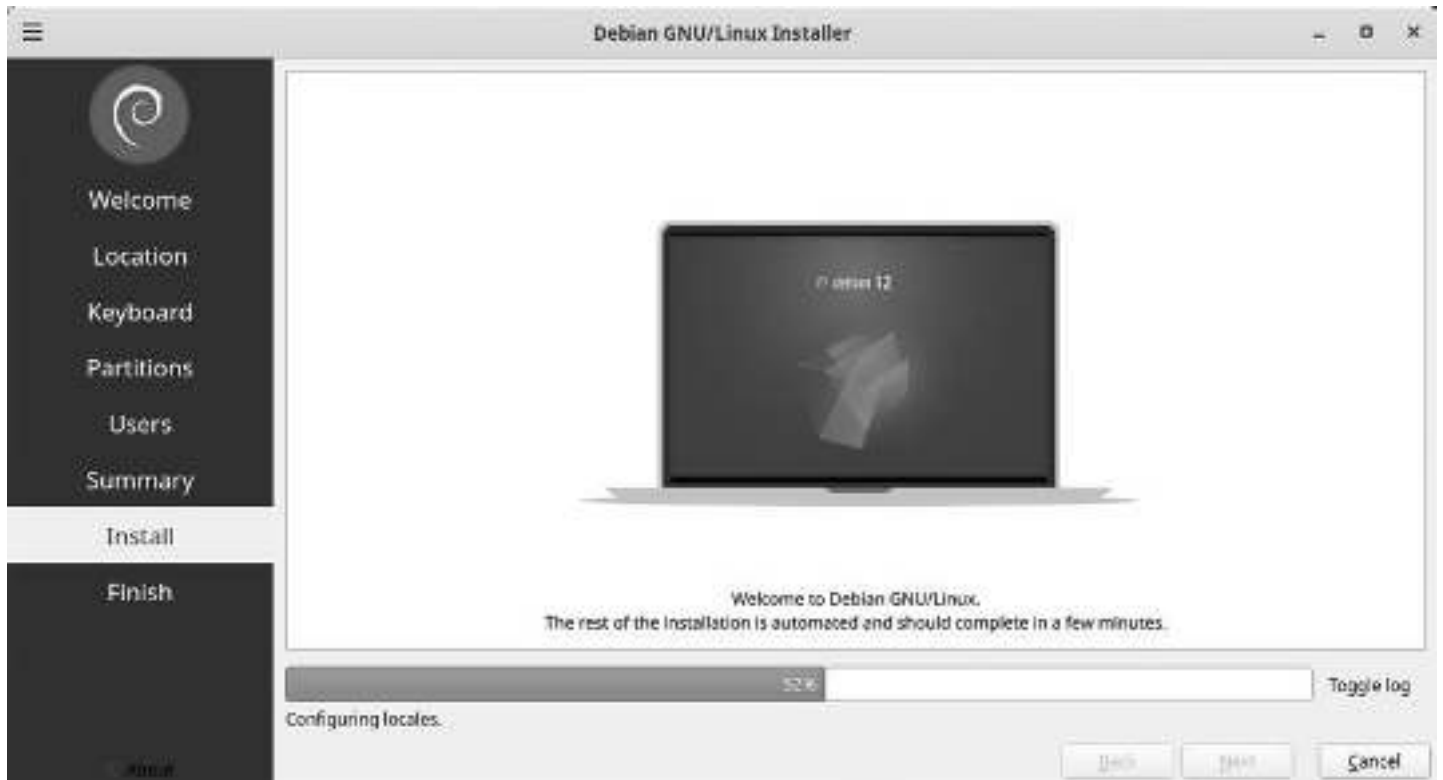 Debian GNU/Linux Installer
Welcome
Location
Keyboard
Partitions
Users
Summary
Install
Finish
12
Welcome to Debian GNU/Linux.
The rest of the installation is automated and should complete in a few minutes.
52%
Toggle log
Configuring locales.
About
Back
Next
Cancel